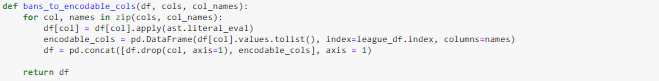 def bans_to_encodable_cols(df, cols, col_names):
    for col, names in zip(cols, col_names):
        df[col] = df[col].apply(ast.literal_eval)
        encodable_cols = pd.DataFrame(df[col].values.tolist(), index=league_df.index, columns=names)
        df = pd.concat([df.drop(col, axis=1), encodable_cols], axis = 1)
    return df